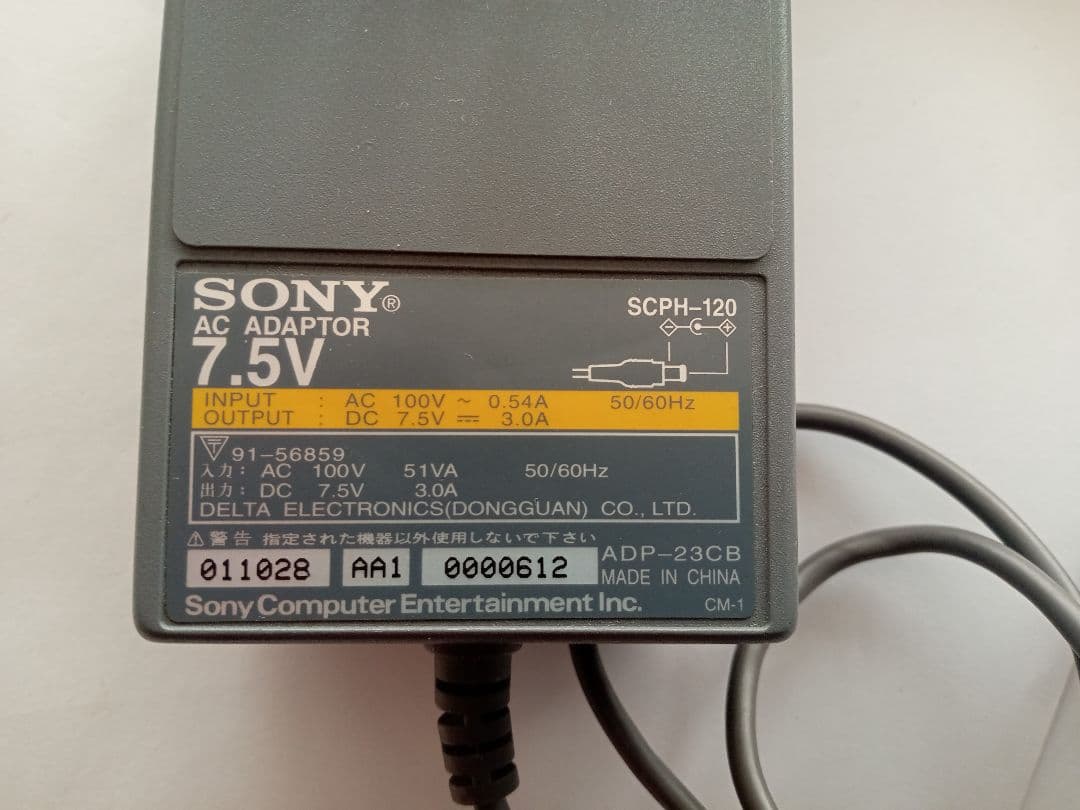 SONY®
AC ADAPTOR
7.5V
SCPH-120
INPUT : AC 100V ~ 0.54A 50/60Hz
OUTPUT : DC 7.5V ⎓ 3.0A
91-56859
入力: AC 100V 51VA 50/60Hz
出力: DC 7.5V 3.0A
DELTA ELECTRONICS(DONGGUAN) CO., LTD.
⚠警告 指定された機器以外使用しないで下さい
011028 AA1 0000612
ADP-23CB
MADE IN CHINA
Sony Computer Entertainment Inc.
CM-1